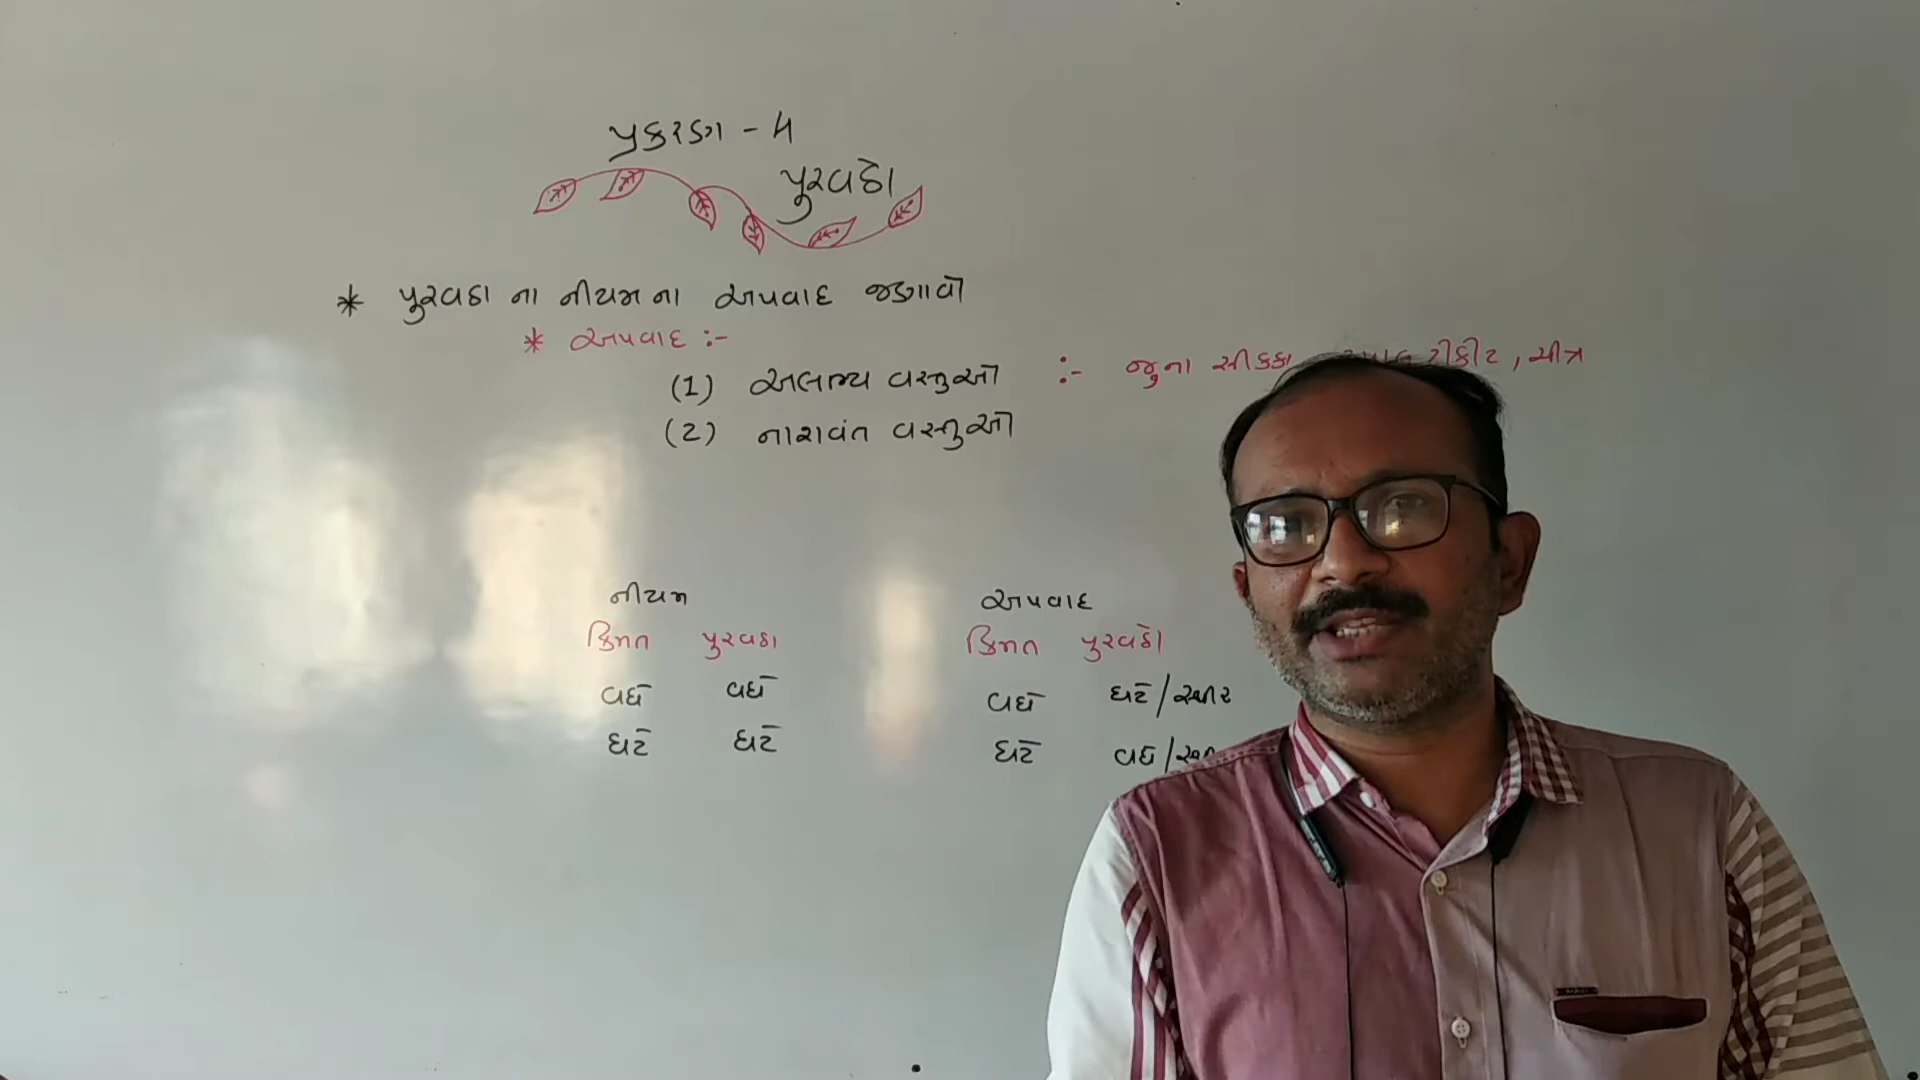 પ્રકરણ - 4
પુરવઠો
* પુરવઠા ના નીયમ ના અપવાદ જણાવો
* અપવાદ :-
(1) અલભ્ય વસ્તુઓ :- જુના સીક્કા ટીકીટ, ચીત્ર
(2) નાશવંત વસ્તુઓ
નીયમ અપવાદ
કિંમત પુરવઠા કિંમત પુરવઠો
વધે વધે વધે ઘટે/સ્થીર
ઘટે ઘટે ઘટે વધે/